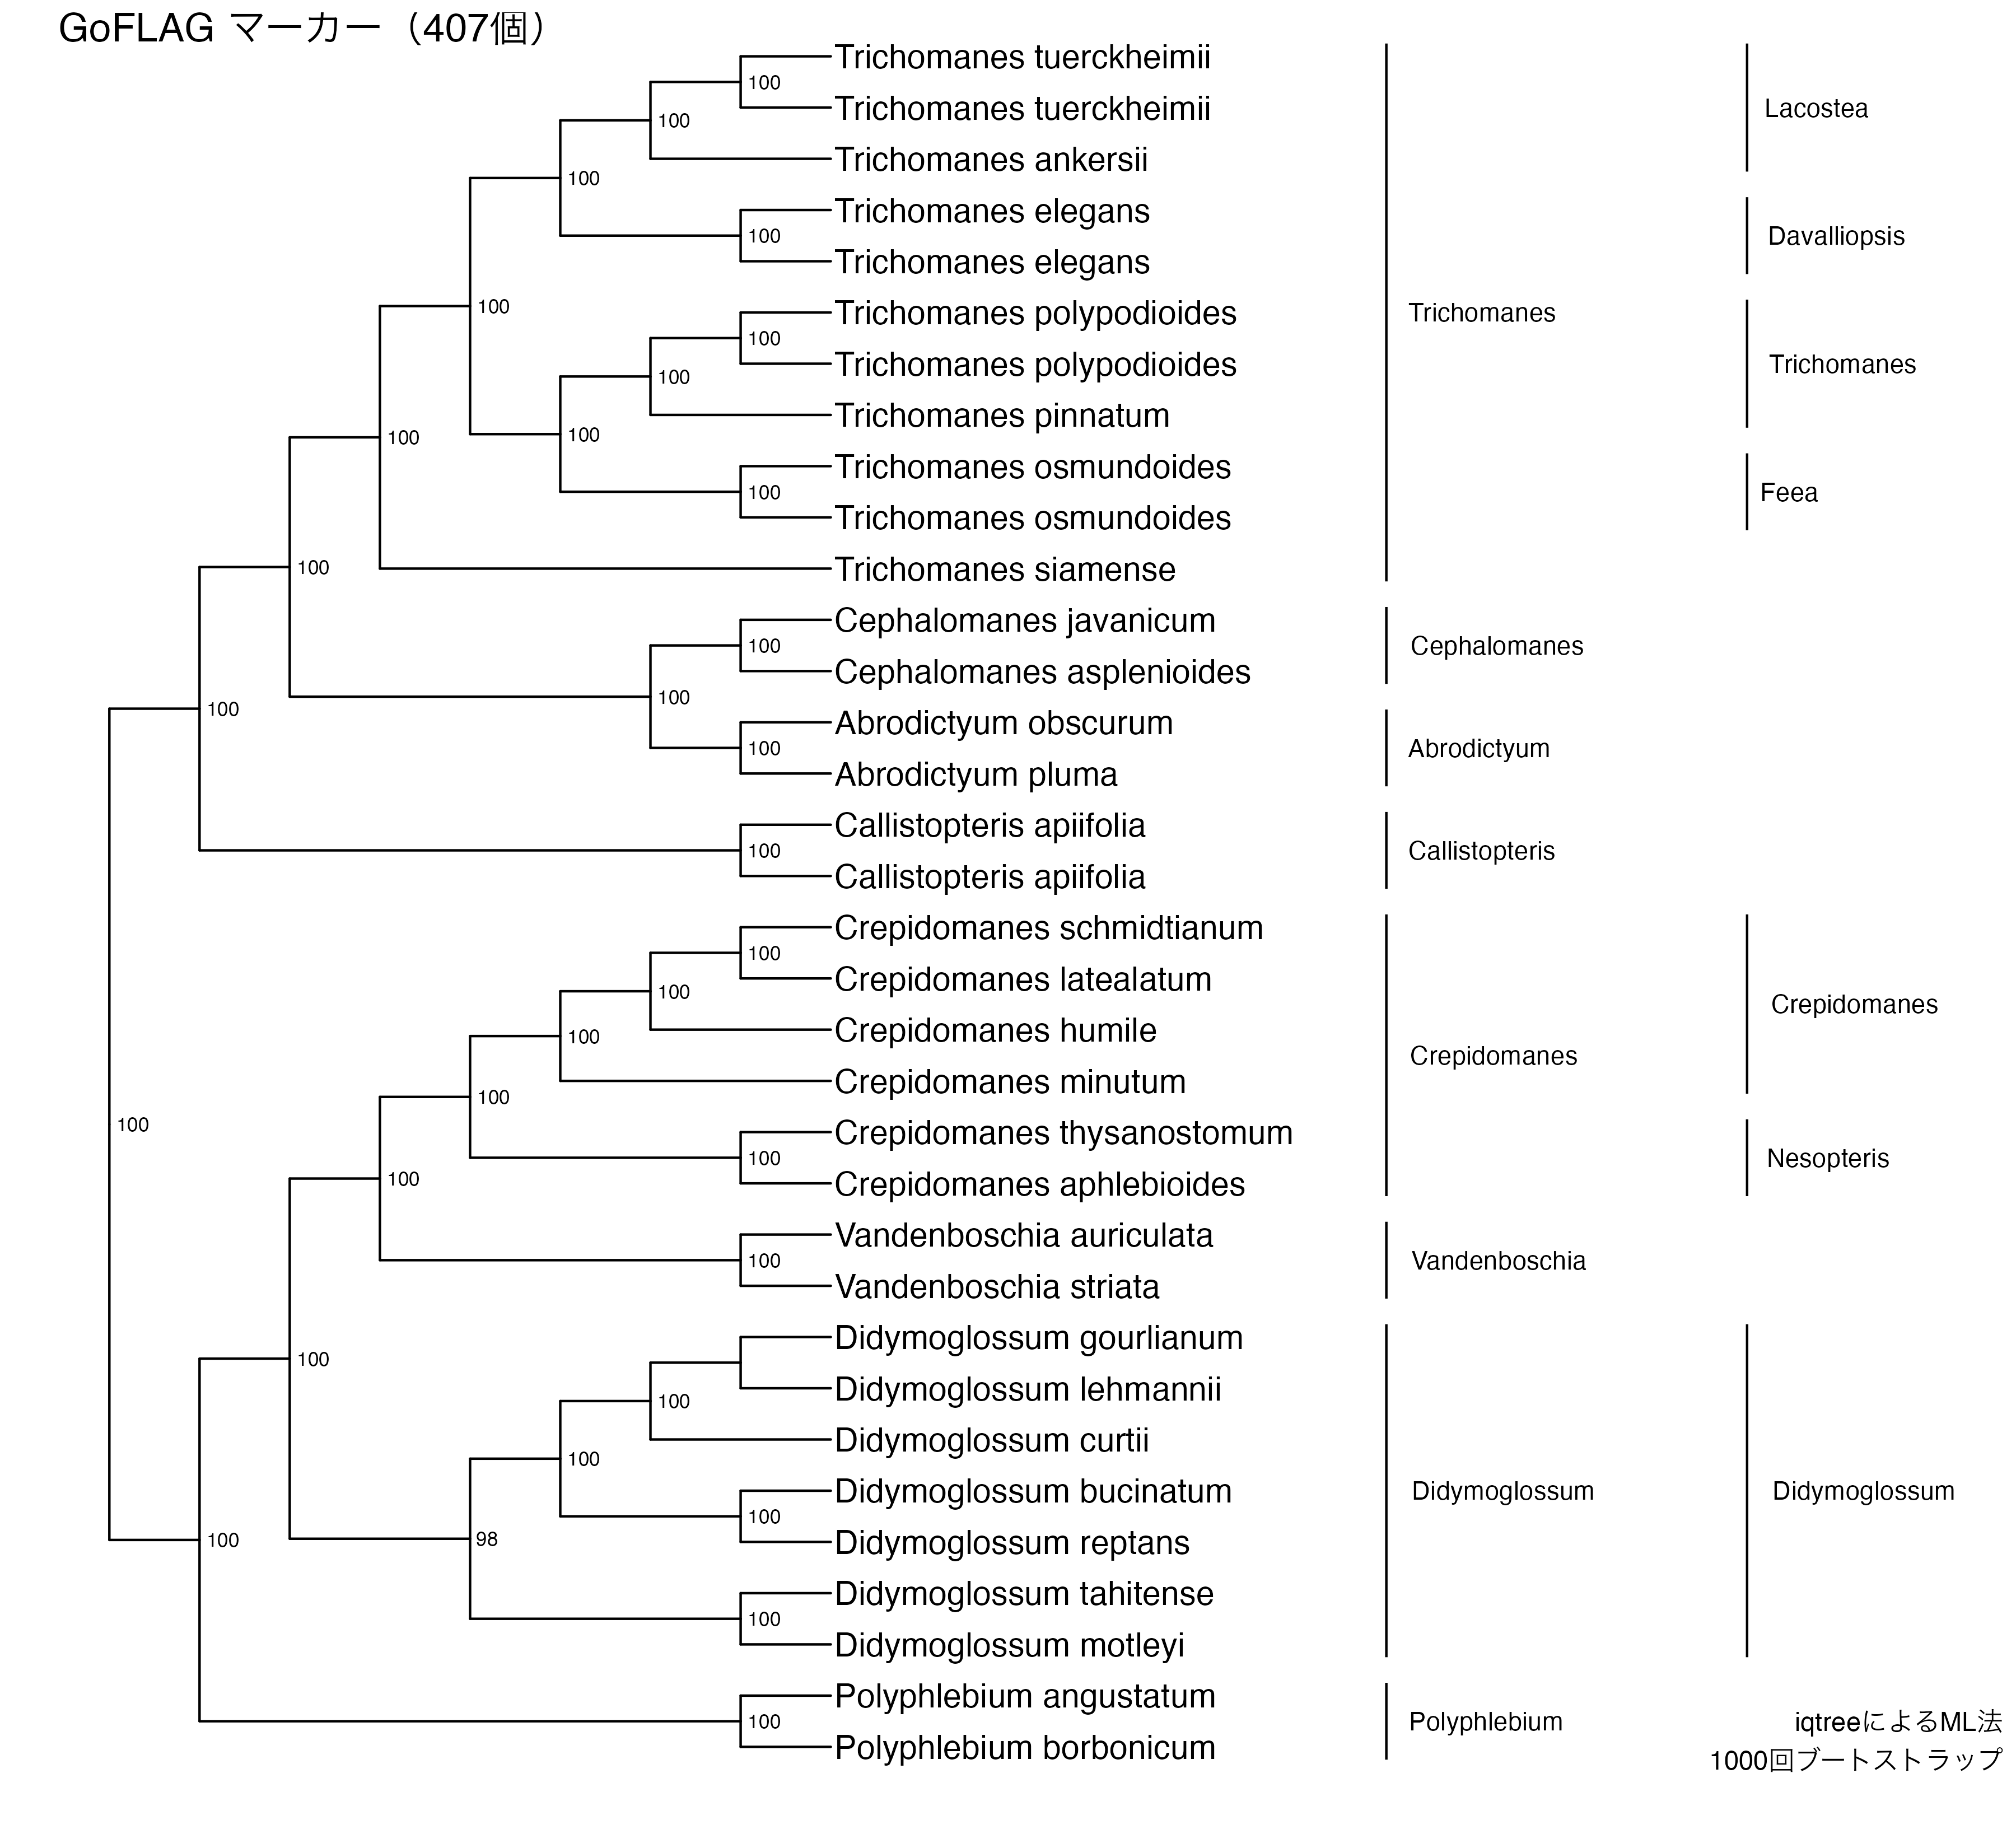 GoFLAG マーカー（407個）
Trichomanes tuerckheimii
100
Trichomanes tuerckheimii
100
Trichomanes ankersii
Lacostea
100
Trichomanes elegans
100
Trichomanes elegans
Davalliopsis
100
Trichomanes polypodioides
100
Trichomanes polypodioides
100
Trichomanes pinnatum
Trichomanes
100
Trichomanes osmundoides
100
Trichomanes osmundoides
Feea
100
Trichomanes siamense
Trichomanes
100
Cephalomanes javanicum
100
Cephalomanes asplenioides
Cephalomanes
100
Abrodictyum obscurum
100
Abrodictyum pluma
Abrodictyum
100
Callistopteris apiifolia
100
Callistopteris apiifolia
Callistopteris
100
Crepidomanes schmidtianum
100
Crepidomanes latealatum
100
Crepidomanes humile
100
Crepidomanes minutum
Crepidomanes
100
Crepidomanes thysanostomum
100
Crepidomanes aphlebioides
Nesopteris
Crepidomanes
100
Vandenboschia auriculata
100
Vandenboschia striata
Vandenboschia
100
Didymoglossum gourlianum
Didymoglossum lehmannii
100
Didymoglossum curtii
100
Didymoglossum bucinatum
100
Didymoglossum reptans
98
Didymoglossum tahitense
100
Didymoglossum motleyi
Didymoglossum
Didymoglossum
100
Polyphlebium angustatum
100
Polyphlebium borbonicum
Polyphlebium
iqtreeによるML法
1000回ブートストラップ